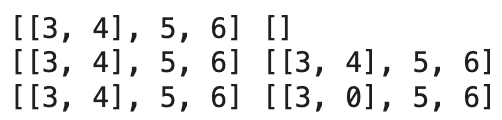 [[3, 4], 5, 6] []
[[3, 4], 5, 6] [[3, 4], 5, 6]
[[3, 4], 5, 6] [[3, 0], 5, 6]